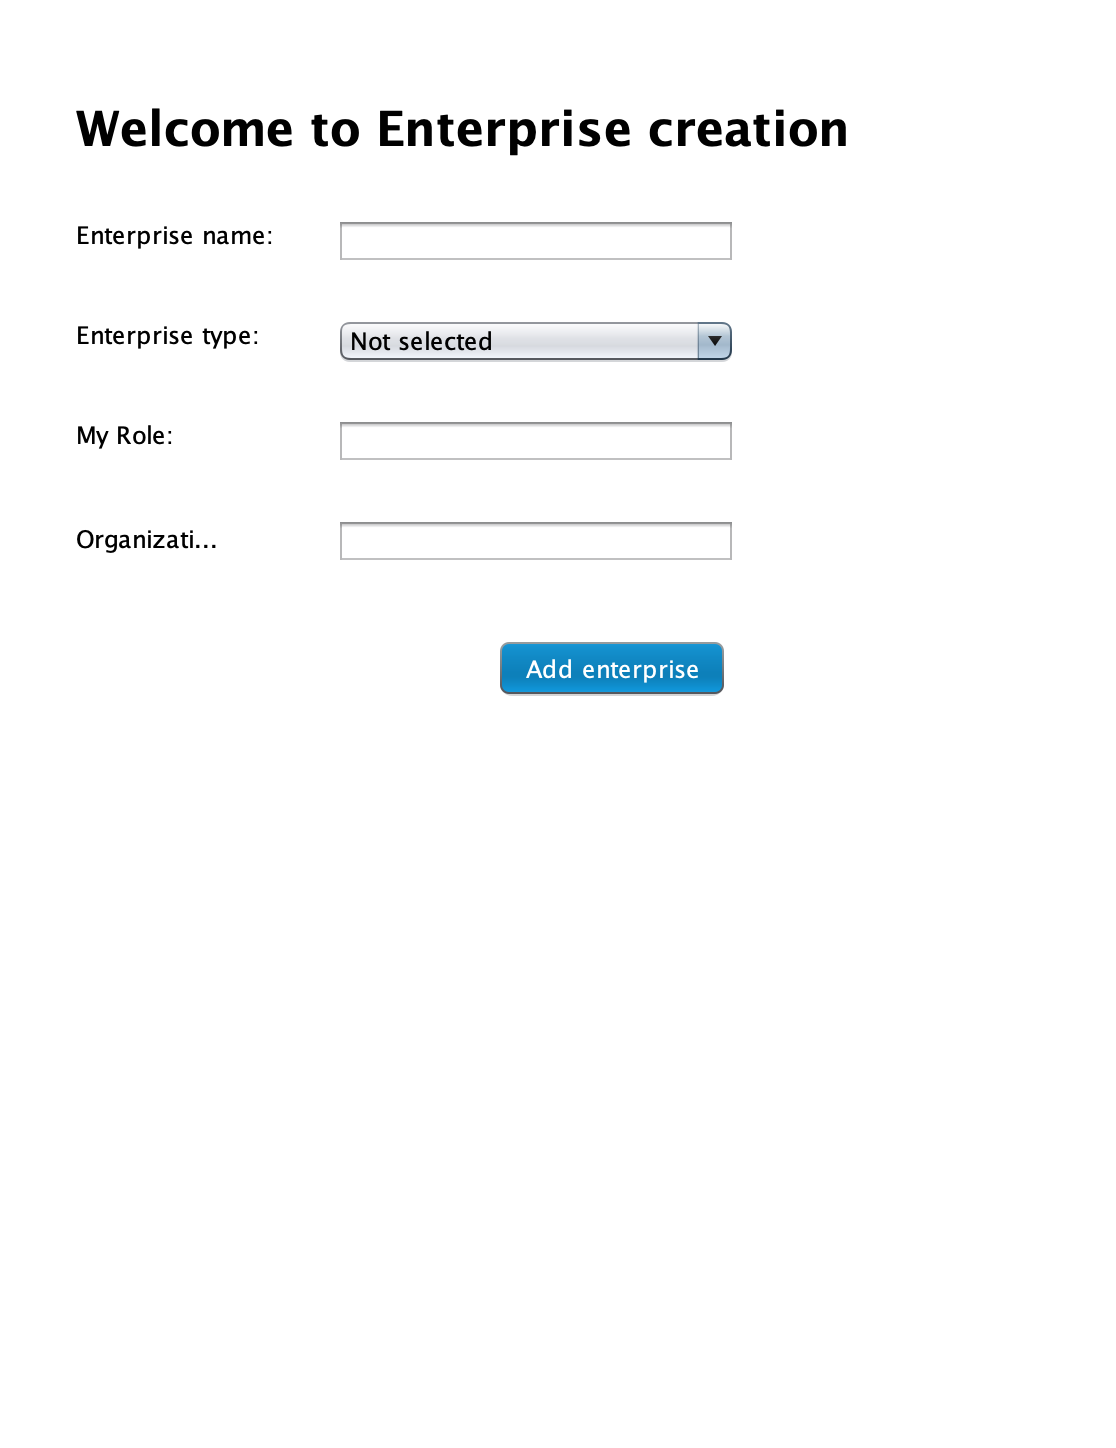 Welcome to Enterprise creation
Enterprise name:
Enterprise type:
Not selected
My Role:
Organizati...
Add enterprise